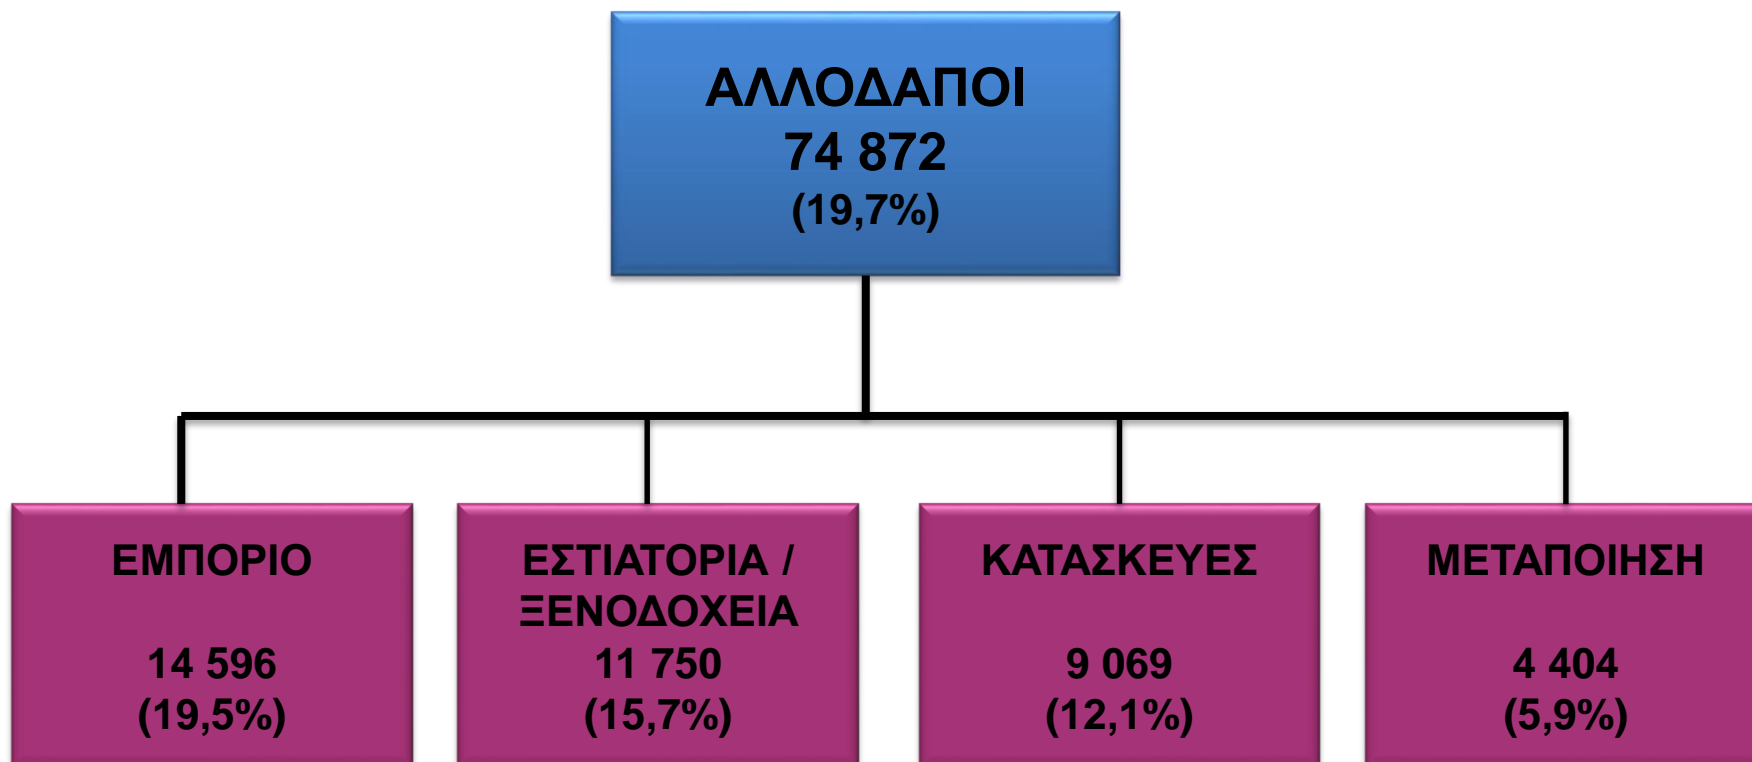 ΑΛΛΟΔΑΠΟΙ
74 872
(19,7%)
ΕΜΠΟΡΙΟ
14 596
(19,5%)
ΕΣΤΙΑΤΟΡΙΑ /
ΞΕΝΟΔΟΧΕΙΑ
11 750
(15,7%)
ΚΑΤΑΣΚΕΥΕΣ
9 069
(12,1%)
ΜΕΤΑΠΟΙΗΣΗ
4 404
(5,9%)